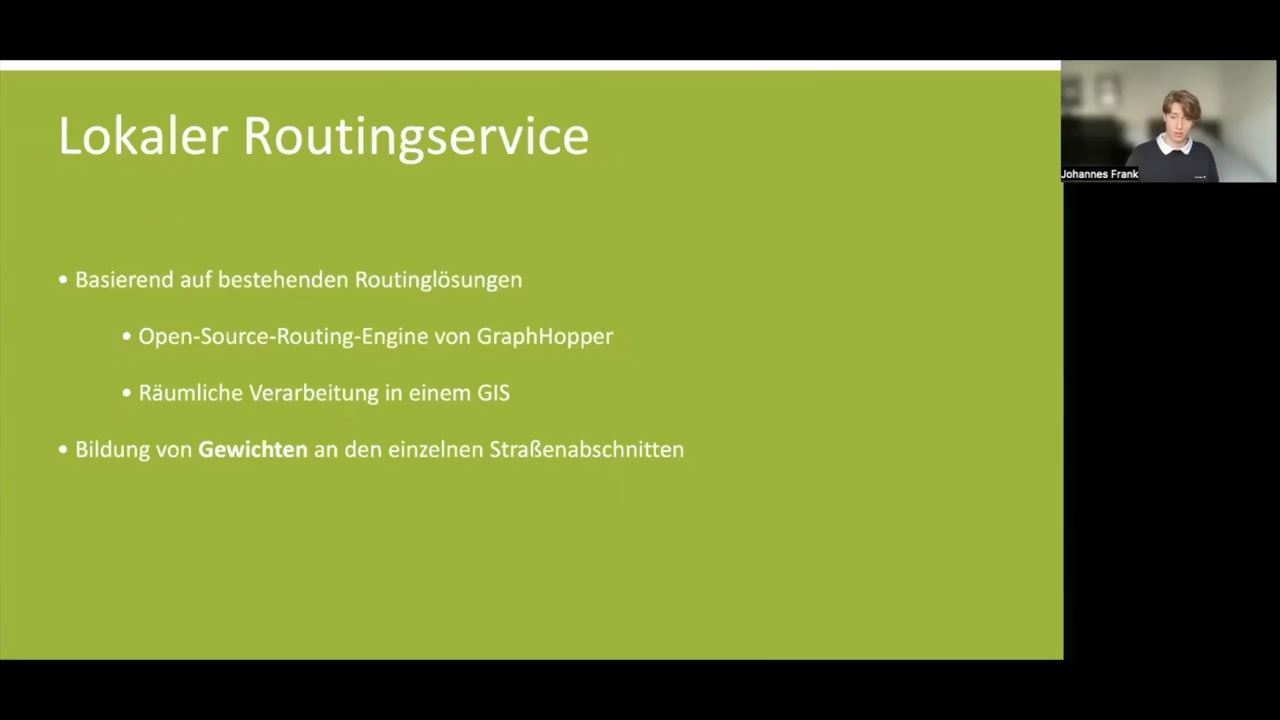 Lokaler Routingservice
• Basierend auf bestehenden Routinglösungen
• Open-Source-Routing-Engine von GraphHopper
• Räumliche Verarbeitung in einem GIS
• Bildung von Gewichten an den einzelnen Straßenabschnitten
Johannes Frank